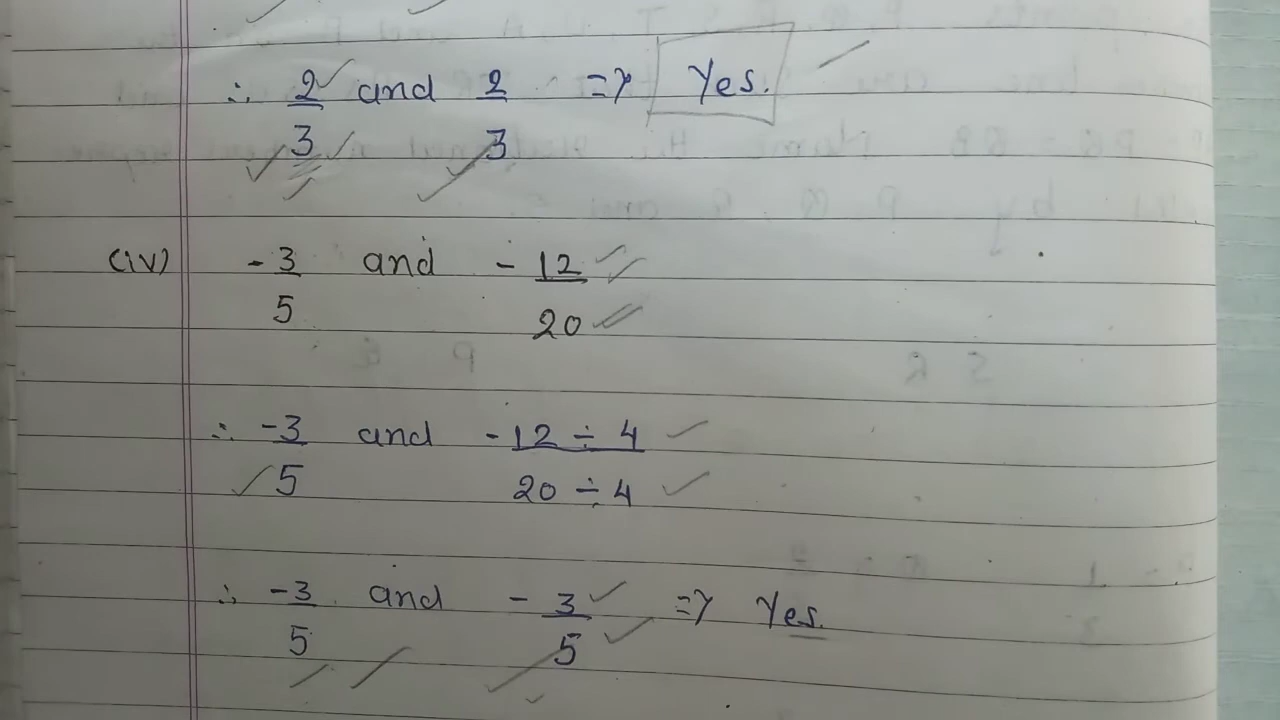 ∴ 2/3 and 2/3 => Yes.
(iv) -3/5 and -12/20
∴ -3/5 and -12÷4/20÷4
∴ -3/5 and -3/5 => Yes.